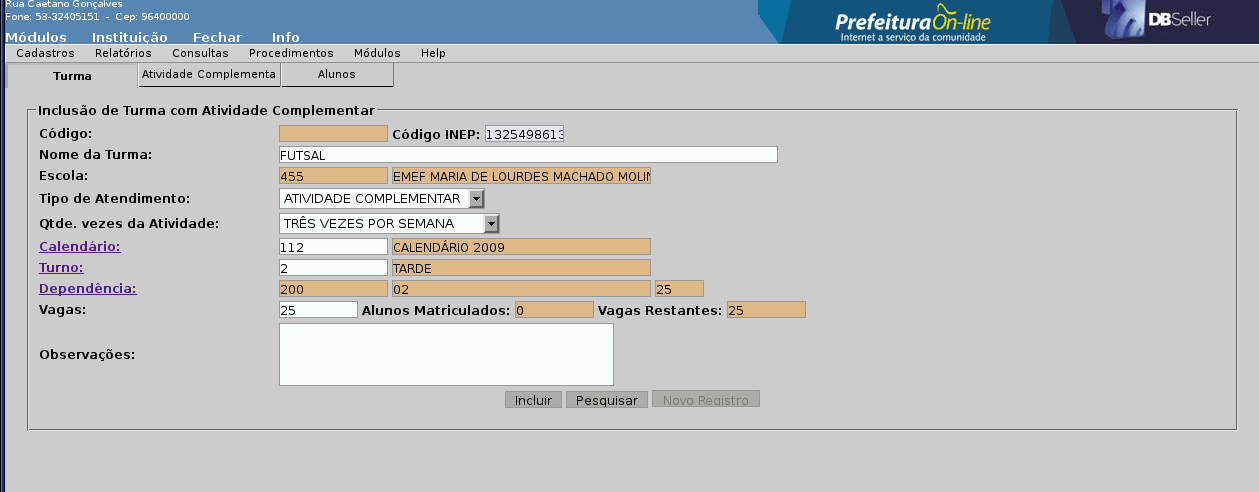 Rua Caetano Gonçalves
Fone: 53-32405151 - Cep: 96400000
PrefeituraOn-line
Internet a serviço da comunidade
DBSeller
Módulos Instituição Fechar Info
Cadastros Relatórios Consultas Procedimentos Módulos Help
Turma Atividade Complementa Alunos
Inclusão de Turma com Atividade Complementar
Código: Código INEP: 1325498613
Nome da Turma: FUTSAL
Escola: 455 EMEF MARIA DE LOURDES MACHADO MOLIN
Tipo de Atendimento: ATIVIDADE COMPLEMENTAR
Qtde. vezes da Atividade: TRÊS VEZES POR SEMANA
Calendário: 112 CALENDÁRIO 2009
Turno: 2 TARDE
Dependência: 200 02 25
Vagas: 25 Alunos Matriculados: 0 Vagas Restantes: 25
Observações:
Incluir Pesquisar Novo Registro